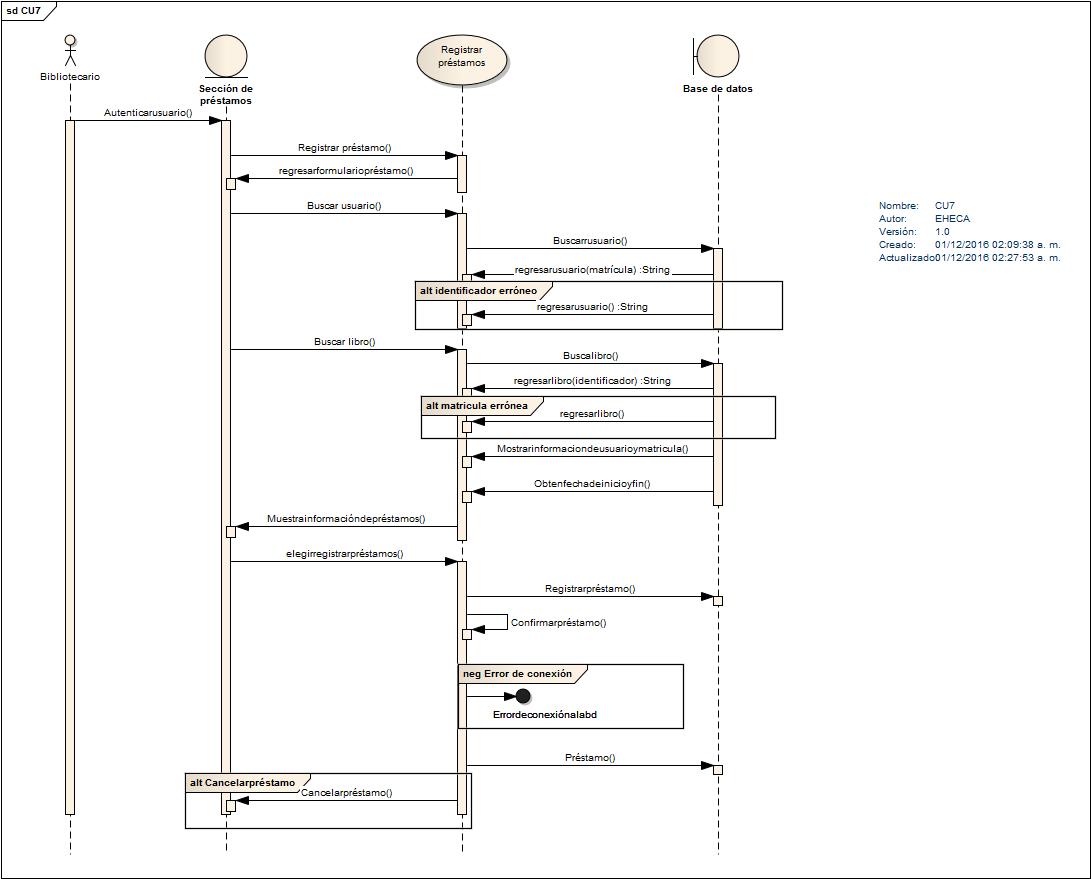 sd CU7
Bibliotecario
Sección de
préstamos
Registrar
préstamos
Base de datos
Autenticarusuario()
Registrar préstamo()
regresarformulariopréstamo()
Buscar usuario()
Nombre: CU7
Autor: EHECA
Versión: 1.0
Creado: 01/12/2016 02:09:38 a. m.
Actualizado01/12/2016 02:27:53 a. m.
Buscarrusuario()
regresarusuario(matrícula) :String
alt identificador erróneo
regresarusuario() :String
Buscar libro()
Buscalibro()
regresarlibro(identificador) :String
alt matricula errónea
regresarlibro()
Mostrarinformaciondeusuarioymatricula()
Obtenfechadeinicioyfin()
Muestrainformacióndepréstamos()
elegirregistrarpréstamos()
Registrarpréstamo()
Confirmarpréstamo()
neg Error de conexión
Errordeconexiónalabd
Préstamo()
alt Cancelarpréstamo
Cancelarpréstamo()